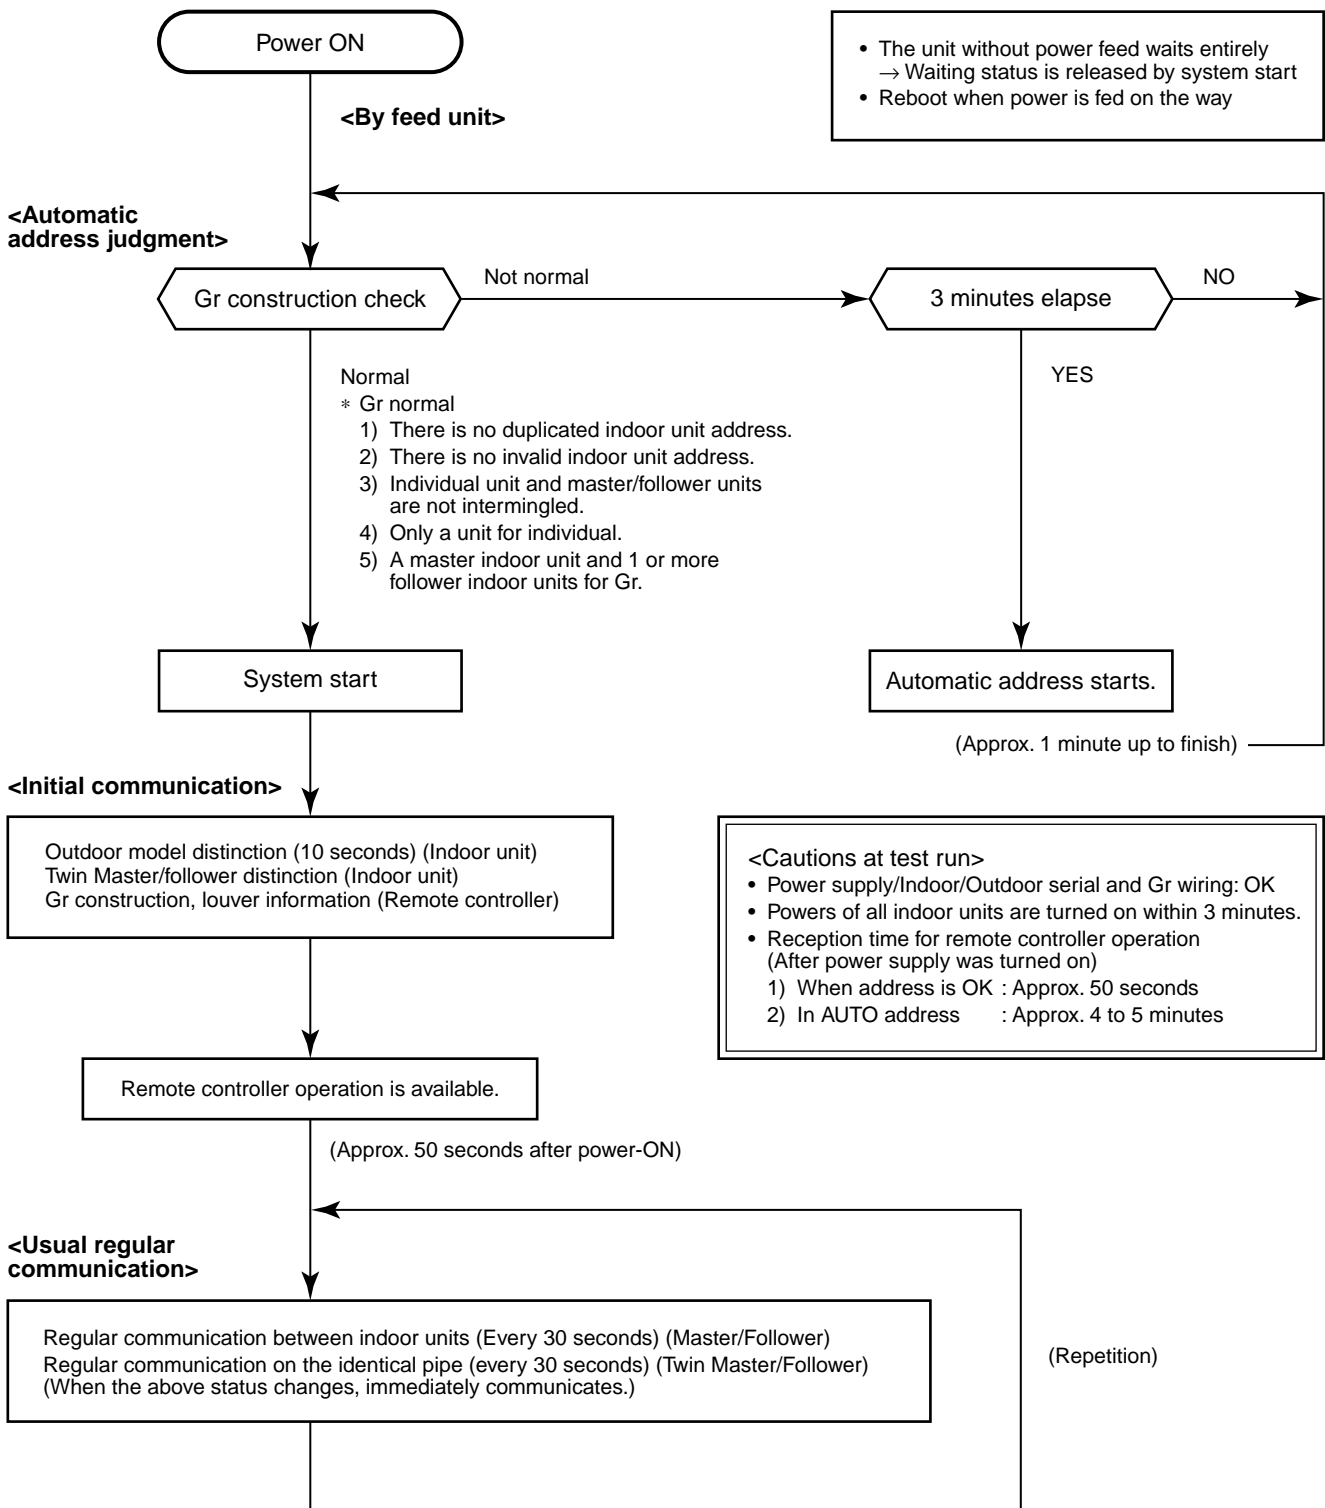 Power ON
• The unit without power feed waits entirely
→ Waiting status is released by system start
• Reboot when power is fed on the way
<By feed unit>
<Automatic
address judgment>
Gr construction check
Not normal
3 minutes elapse
NO
Normal
YES
* Gr normal
1) There is no duplicated indoor unit address.
2) There is no invalid indoor unit address.
3) Individual unit and master/follower units
are not intermingled.
4) Only a unit for individual.
5) A master indoor unit and 1 or more
follower indoor units for Gr.
System start
Automatic address starts.
(Approx. 1 minute up to finish)
<Initial communication>
Outdoor model distinction (10 seconds) (Indoor unit)
Twin Master/follower distinction (Indoor unit)
Gr construction, louver information (Remote controller)
<Cautions at test run>
• Power supply/Indoor/Outdoor serial and Gr wiring: OK
• Powers of all indoor units are turned on within 3 minutes.
• Reception time for remote controller operation
(After power supply was turned on)
1) When address is OK : Approx. 50 seconds
2) In AUTO address : Approx. 4 to 5 minutes
Remote controller operation is available.
(Approx. 50 seconds after power-ON)
<Usual regular
communication>
Regular communication between indoor units (Every 30 seconds) (Master/Follower)
Regular communication on the identical pipe (every 30 seconds) (Twin Master/Follower)
(When the above status changes, immediately communicates.)
(Repetition)